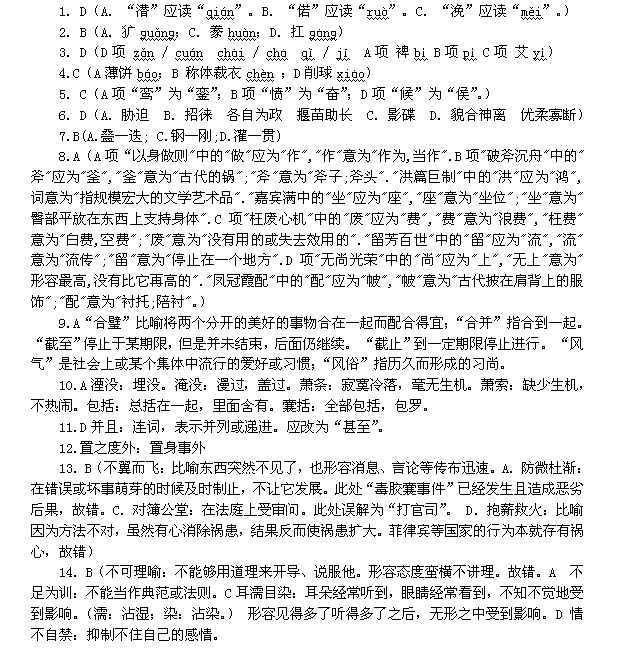 1. D（A. “潜”应读“qián”。B. “偌”应读“ruò”。C. “浼”应读“měi”。）
2. B（A. 犷 guǎng；C. 豢 huàn；D. 扛 gāng）
3. D（D项 zǎn / cuán chāi / chà qì / jī A项 裨 bì B项 pī C项 艾 yì）
4.C（A薄饼 báo；B 称体裁衣 chèn ；D削球 xiāo）
5. C（A项“鸾”为“銮”；B项“愤”为“奋”；D项“候”为“侯”。）
6. D（A. 胁迫 B. 招徕 各自为政 揠苗助长 C. 影碟 D. 貌合神离 优柔寡断）
7.B(A.叠一迭; C.钢一刚;D.灌一贯)
8.A（A项“以身做则"中的"做"应为"作","作"意为"作为,当作".B项"破斧沉舟"中的"
斧"应为"釜","釜"意为"古代的锅";"斧"意为"斧子;斧头"."洪篇巨制"中的"洪"应为"鸿",
词意为"指规模宏大的文学艺术品"."嘉宾满中的"坐"应为"座","座"意为"坐位";"坐"意为"
臀部平放在东西上支持身体".C 项"枉废心机"中的"废"应为"费","费"意为"浪费","枉费"
意为"白费,空费";"废"意为"没有用的或失去效用的"."留芳百世"中的"留"应为"流","流"
意为"流传";"留"意为"停止在一个地方".D 项"无尚光荣"中的"尚"应为"上","无上"意为"
形容最高,没有比它再高的"."凤冠霞配"中的"配"应为"帔","帔"意为"古代披在肩背上的服
饰";"配"意为"衬托;陪衬"。）
9.A“合璧”比喻将两个分开的美好的事物合在一起而配合得宜；“合并”指合到一起。
“截至”停止于某期限，但是并未结束，后面仍继续。 “截止”到一定期限停止进行。 “风
气”是社会上或某个集体中流行的爱好或习惯；“风俗”指历久而形成的习尚。
10.A湮没：埋没。淹没：漫过，盖过。萧条：寂寞冷落，毫无生机。萧索：缺少生机，
不热闹。包括：总括在一起，里面含有。囊括：全部包括，包罗。
11.D并且：连词，表示并列或递进。应改为“甚至”。
12.置之度外：置身事外
13. B（不翼而飞：比喻东西突然不见了，也形容消息、言论等传布迅速。A. 防微杜渐：
在错误或坏事萌芽的时候及时制止，不让它发展。此处“毒胶囊事件”已经发生且造成恶劣
后果，故错。C. 对簿公堂：在法庭上受审问。此处误解为“打官司”。 D. 抱薪救火：比喻
因为方法不对，虽然有心消除祸患，结果反而使祸患扩大。菲律宾等国家的行为本就存有祸
心，故错）
14. B（不可理喻：不能够用道理来开导、说服他。形容态度蛮横不讲理。故错。A 不
足为训：不能当作典范或法则。C耳濡目染：耳朵经常听到，眼睛经常看到，不知不觉地受
到影响。（濡：沾湿；染：沾染。） 形容见得多了听得多了之后，无形之中受到影响。D 情
不自禁：抑制不住自己的感情。